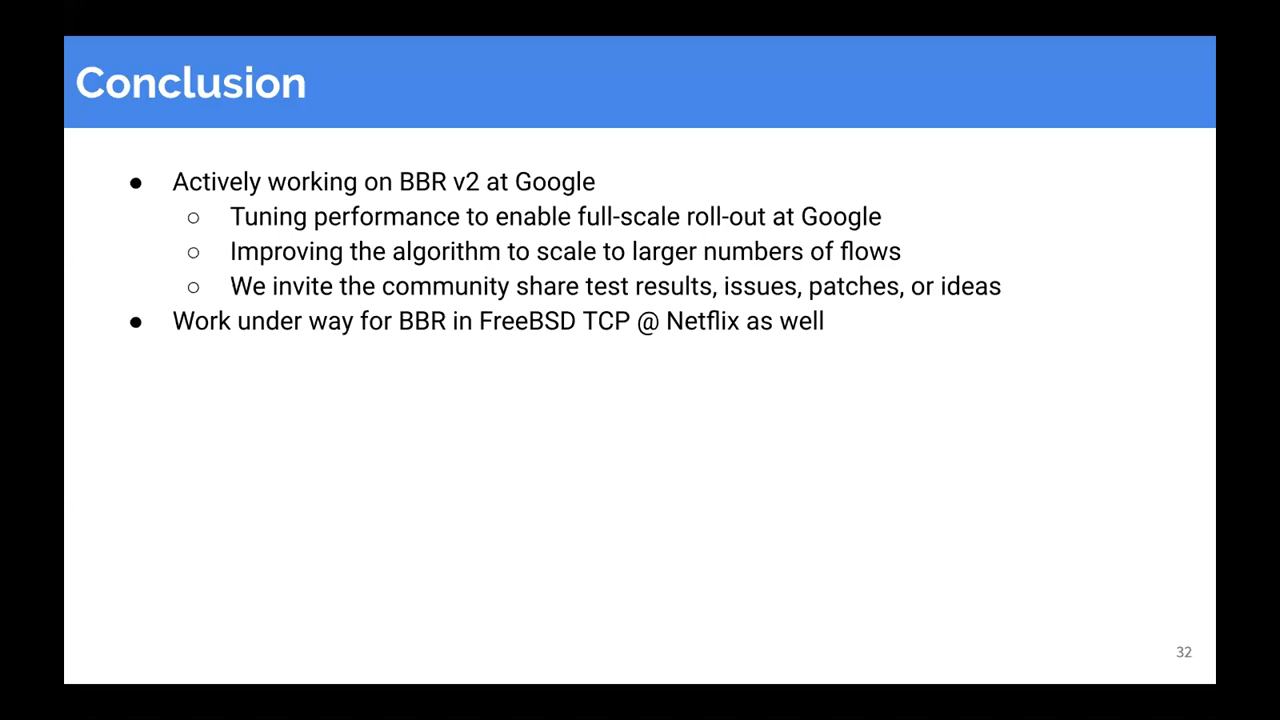 Conclusion
● Actively working on BBR v2 at Google
○ Tuning performance to enable full-scale roll-out at Google
○ Improving the algorithm to scale to larger numbers of flows
○ We invite the community share test results, issues, patches, or ideas
● Work under way for BBR in FreeBSD TCP @ Netflix as well
32